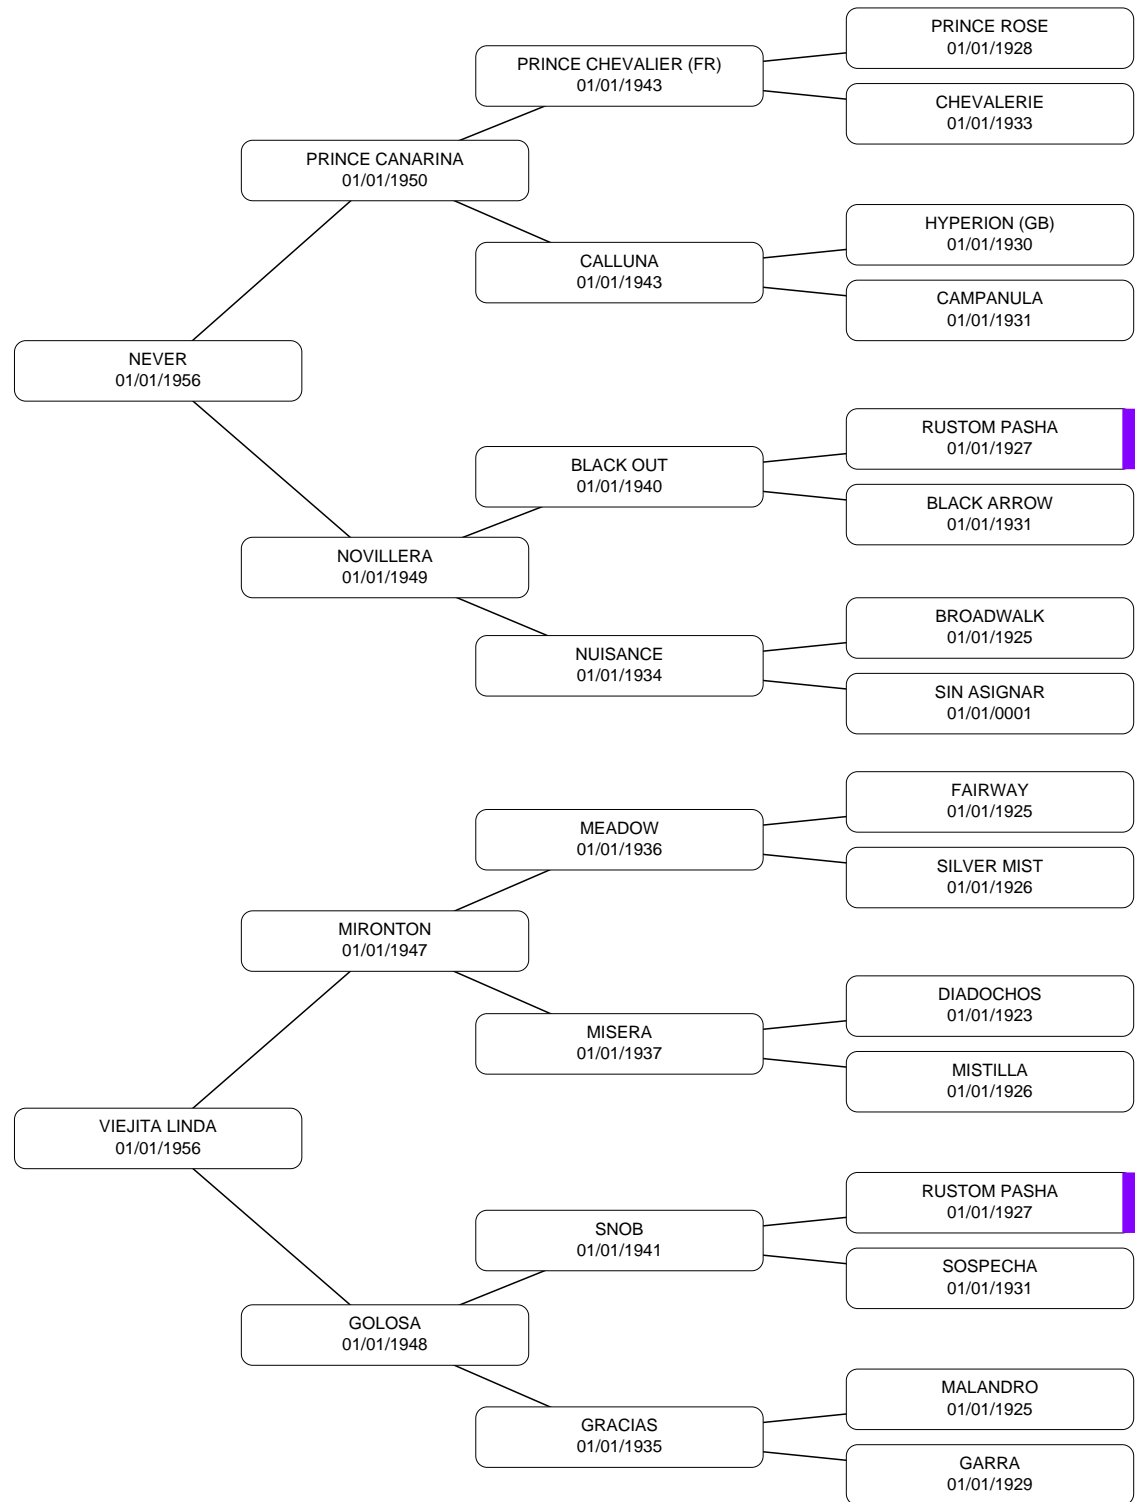 PRINCE ROSE
01/01/1928
PRINCE CHEVALIER (FR)
01/01/1943
CHEVALERIE
01/01/1933
PRINCE CANARINA
01/01/1950
HYPERION (GB)
01/01/1930
CALLUNA
01/01/1943
CAMPANULA
01/01/1931
NEVER
01/01/1956
RUSTOM PASHA
01/01/1927
BLACK OUT
01/01/1940
BLACK ARROW
01/01/1931
NOVILLERA
01/01/1949
BROADWALK
01/01/1925
NUISANCE
01/01/1934
SIN ASIGNAR
01/01/0001
FAIRWAY
01/01/1925
MEADOW
01/01/1936
SILVER MIST
01/01/1926
MIRONTON
01/01/1947
DIADOCHOS
01/01/1923
MISERA
01/01/1937
MISTILLA
01/01/1926
VIEJITA LINDA
01/01/1956
RUSTOM PASHA
01/01/1927
SNOB
01/01/1941
SOSPECHA
01/01/1931
GOLOSA
01/01/1948
MALANDRO
01/01/1925
GRACIAS
01/01/1935
GARRA
01/01/1929